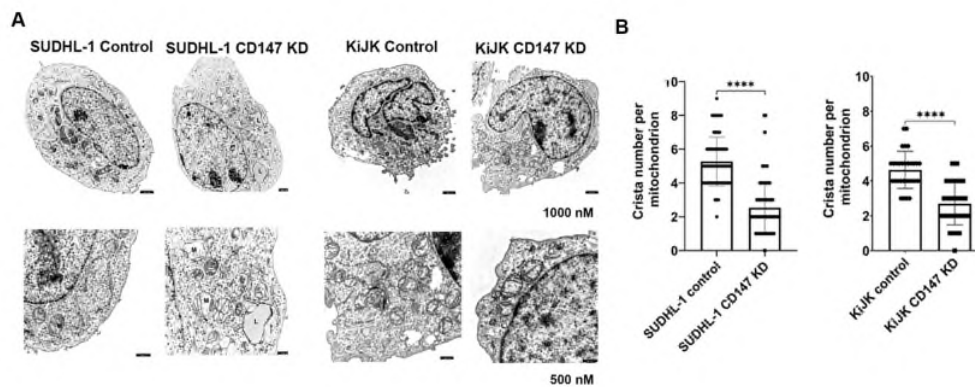 A
SUDHL-1 Control
SUDHL-1 CD147 KD
KiJK Control
KiJK CD147 KD
1000 nM
M
M
L
500 nM
B
Crista number per
mitochondrion
10
8
6
4
2
0
****
SUDHL-1 control
SUDHL-1 CD147 KD
Crista number per
mitochondrion
10
8
6
4
2
0
****
KiJK control
KiJK CD147 KD